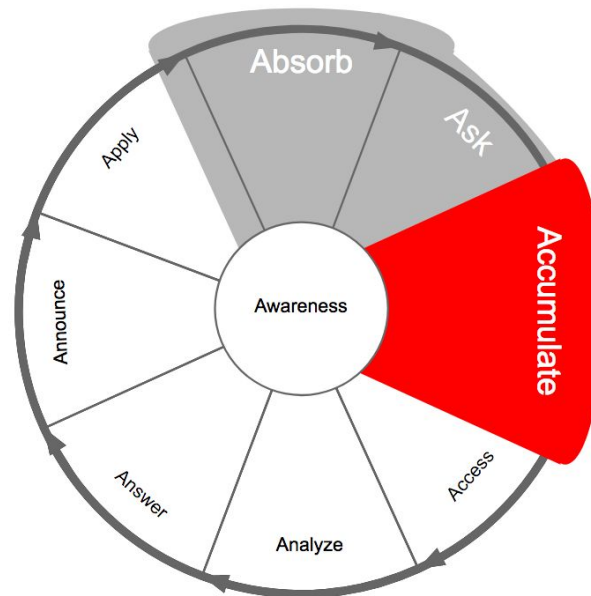 Absorb
Ask
Accumulate
Access
Analyze
Answer
Announce
Apply
Awareness